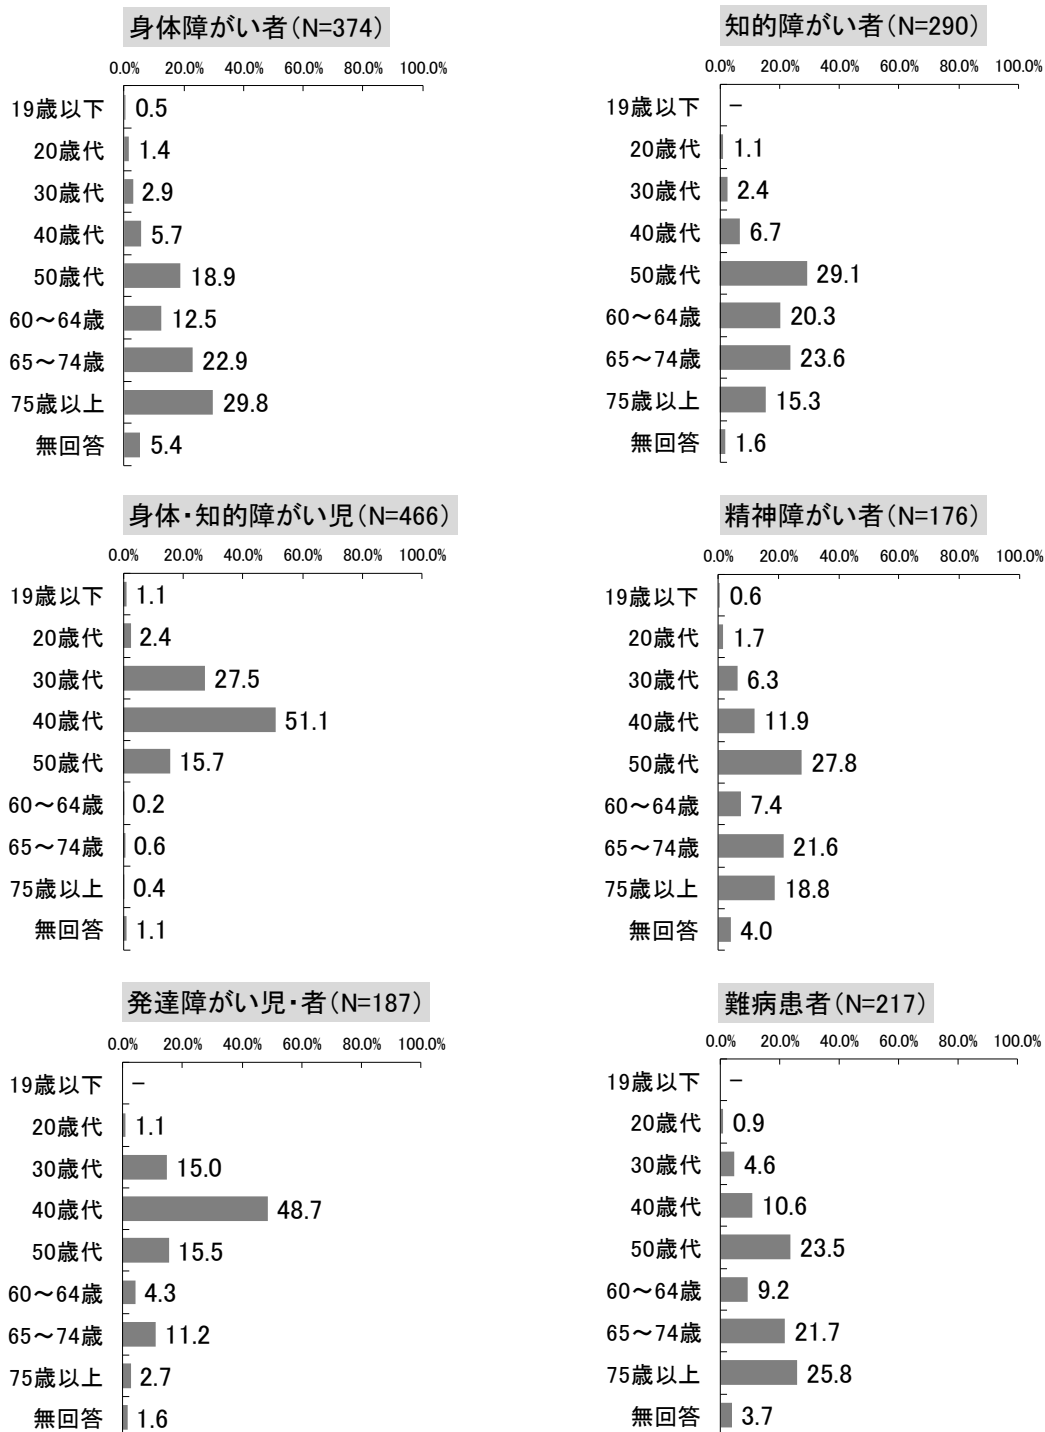 身体障がい者(N=374)
0.0% 20.0% 40.0% 60.0% 80.0% 100.0%
19歳以下 0.5
20歳代 1.4
30歳代 2.9
40歳代 5.7
50歳代 18.9
60～64歳 12.5
65～74歳 22.9
75歳以上 29.8
無回答 5.4
知的障がい者(N=290)
0.0% 20.0% 40.0% 60.0% 80.0% 100.0%
19歳以下 －
20歳代 1.1
30歳代 2.4
40歳代 6.7
50歳代 29.1
60～64歳 20.3
65～74歳 23.6
75歳以上 15.3
無回答 1.6
身体・知的障がい児(N=466)
0.0% 20.0% 40.0% 60.0% 80.0% 100.0%
19歳以下 1.1
20歳代 2.4
30歳代 27.5
40歳代 51.1
50歳代 15.7
60～64歳 0.2
65～74歳 0.6
75歳以上 0.4
無回答 1.1
精神障がい者(N=176)
0.0% 20.0% 40.0% 60.0% 80.0% 100.0%
19歳以下 0.6
20歳代 1.7
30歳代 6.3
40歳代 11.9
50歳代 27.8
60～64歳 7.4
65～74歳 21.6
75歳以上 18.8
無回答 4.0
発達障がい児・者(N=187)
0.0% 20.0% 40.0% 60.0% 80.0% 100.0%
19歳以下 －
20歳代 1.1
30歳代 15.0
40歳代 48.7
50歳代 15.5
60～64歳 4.3
65～74歳 11.2
75歳以上 2.7
無回答 1.6
難病患者(N=217)
0.0% 20.0% 40.0% 60.0% 80.0% 100.0%
19歳以下 －
20歳代 0.9
30歳代 4.6
40歳代 10.6
50歳代 23.5
60～64歳 9.2
65～74歳 21.7
75歳以上 25.8
無回答 3.7